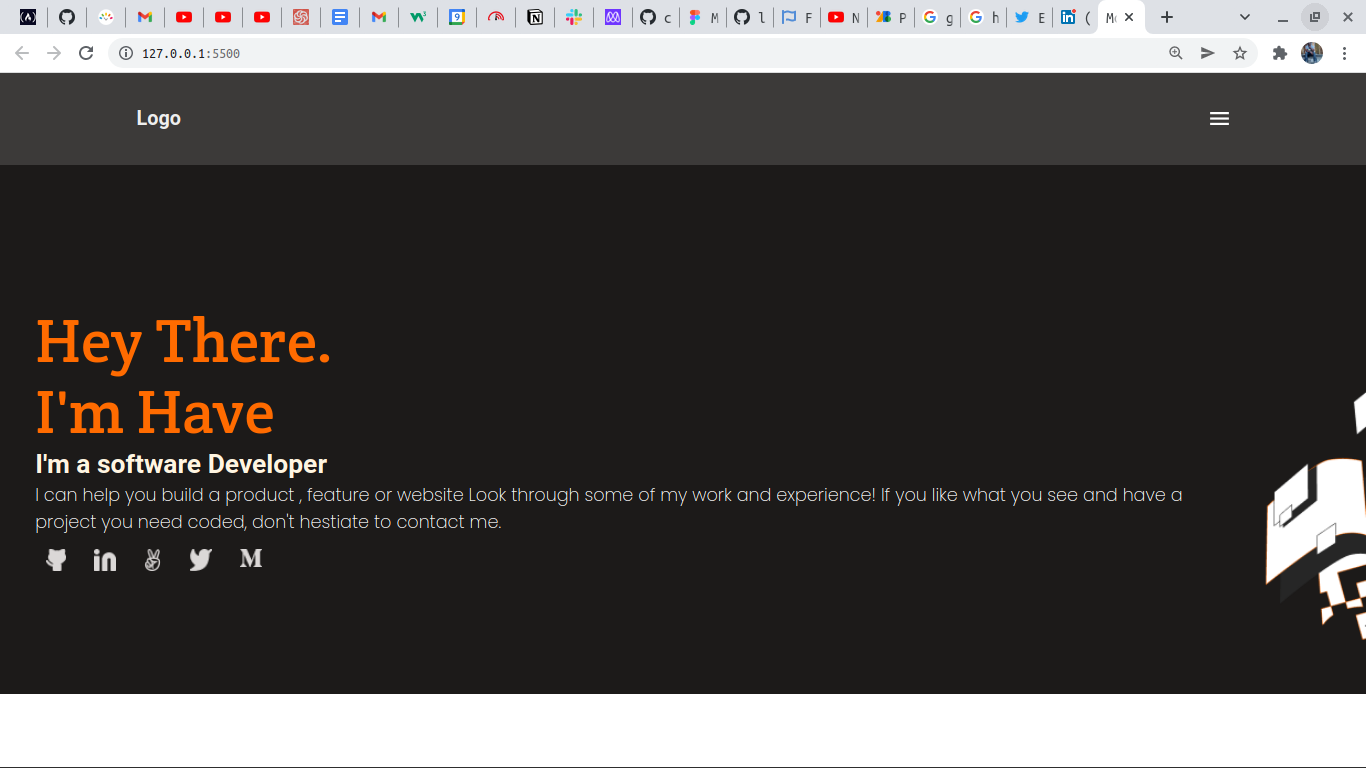 c
M
l
F
N
P
g
h
E
(
M
127.0.0.1:5500
Logo
Hey There.
I'm Have
I'm a software Developer
I can help you build a product , feature or website Look through some of my work and experience! If you like what you see and have a
project you need coded, don't hestiate to contact me.
in
M